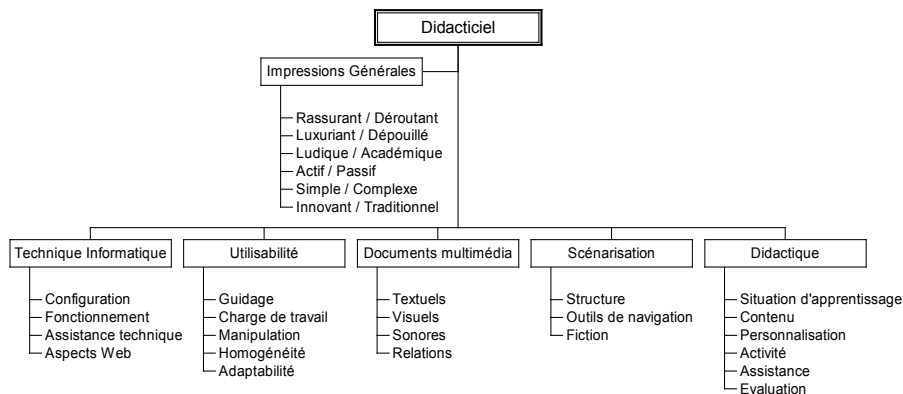 Didacticiel
Impressions Générales
Rassurant / Déroutant
Luxuriant / Dépouillé
Ludique / Académique
Actif / Passif
Simple / Complexe
Innovant / Traditionnel
Technique Informatique
Configuration
Fonctionnement
Assistance technique
Aspects Web
Utilisabilité
Guidage
Charge de travail
Manipulation
Homogénéité
Adaptabilité
Documents multimédia
Textuels
Visuels
Sonores
Relations
Scénarisation
Structure
Outils de navigation
Fiction
Didactique
Situation d'apprentissage
Contenu
Personnalisation
Activité
Assistance
Evaluation